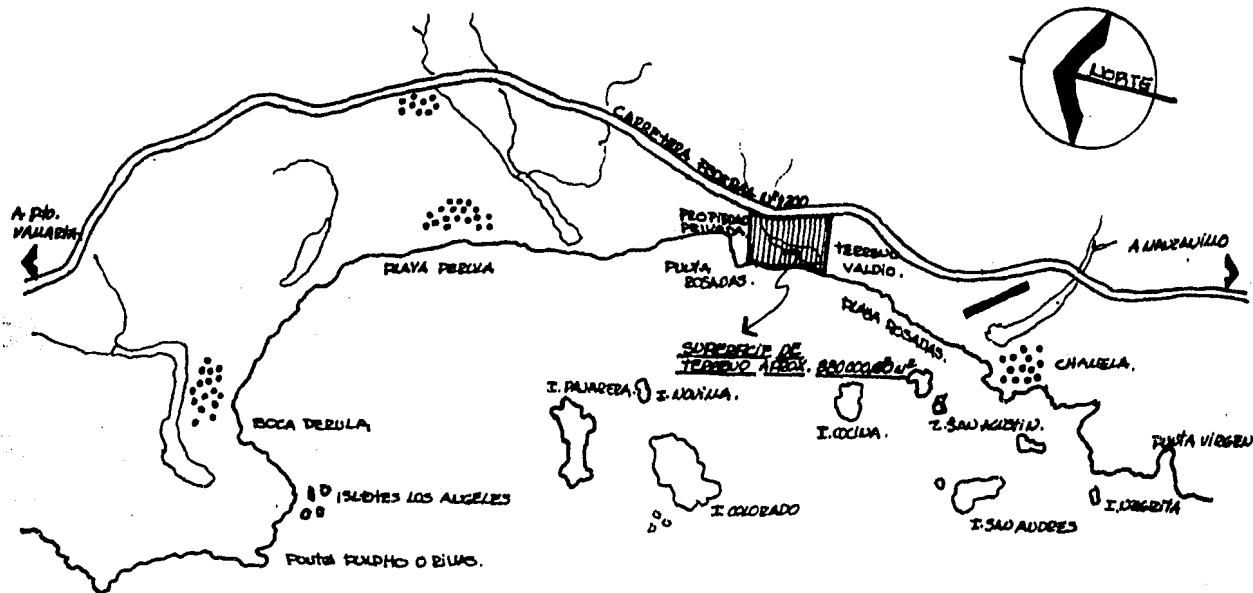 NORTE
CARRETERA FEDERAL Nº 200
A. PTO.
VALLARTA.
PROPIEDAD
PRIVADA.
TERRENO
VALDIO.
A MANZANILLO
PLAYA PERULA
PUNTA
ROSADAS.
PLAYA ROSADAS.
SUPERFICIE DE
TERRENO APROX.
CHAMELA.
I. PAJARERA.
I. NOVILLA.
I. COCINA.
I. SAN AGUSTIN.
BOCA PERULA,
PUNTA VIRGEN
ISLOTES LOS ANGELES
I. COLORADO
I. SAN ANDRES
I. NEGRITA
PUNTA